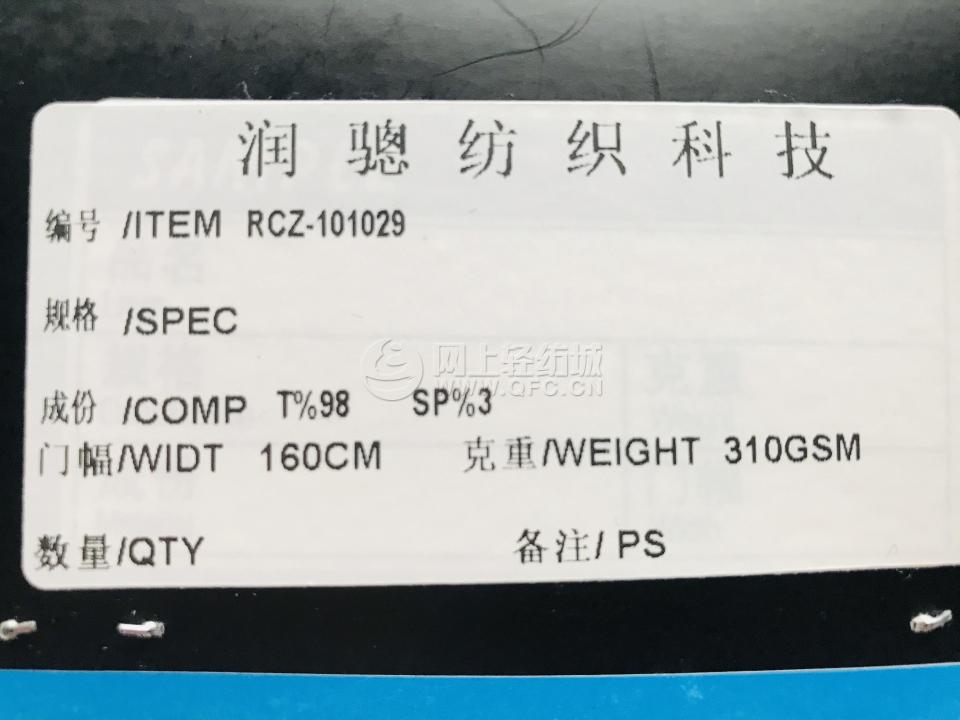 润骢纺织科技
编号 /ITEM RCZ-101029
规格 /SPEC
网上轻纺城
WWW.QFC.CN
成份 /COMP T%98 SP%3
门幅/WIDT 160CM 克重/WEIGHT 310GSM
数量/QTY 备注/ PS